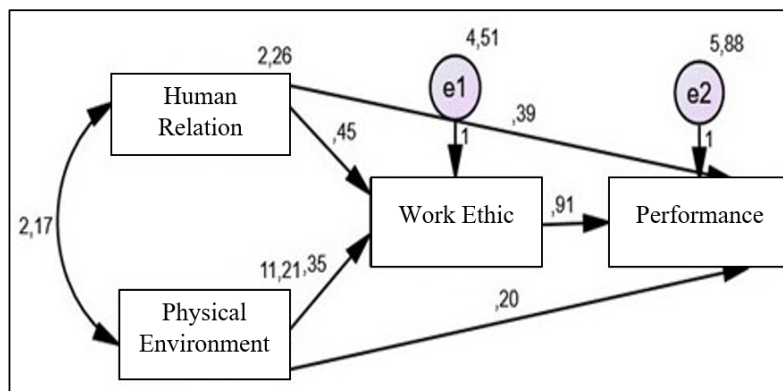 4,51
5,88
2,26
e1
e2
Human
Relation
,39
1
1
,45
Work Ethic
,91
Performance
2,17
11,21
,35
Physical
Environment
,20